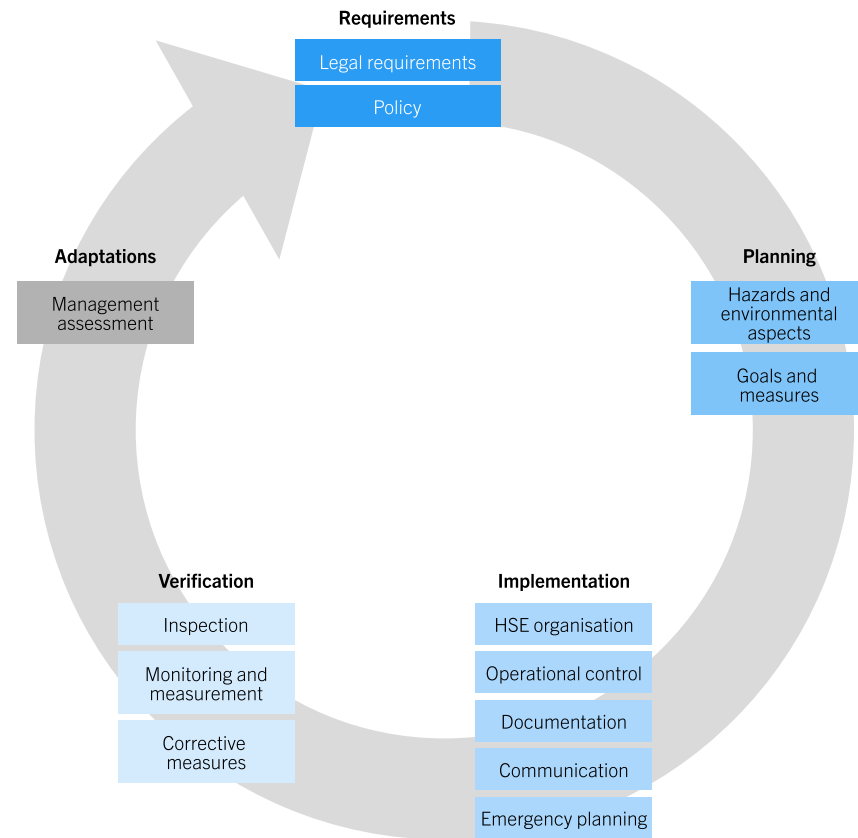 Requirements
Legal requirements
Policy
Planning
Hazards and
environmental
aspects
Goals and
measures
Implementation
HSE organisation
Operational control
Documentation
Communication
Emergency planning
Verification
Inspection
Monitoring and
measurement
Corrective
measures
Adaptations
Management
assessment